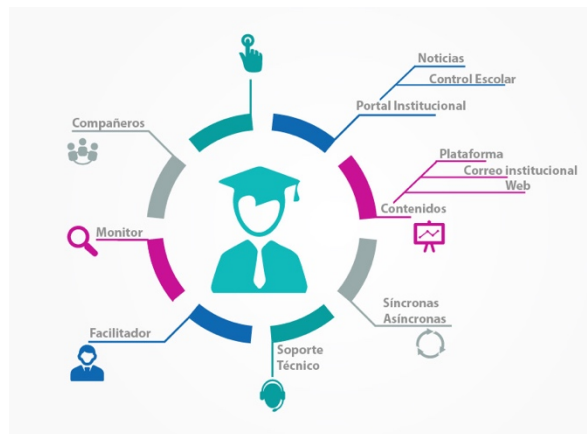 Noticias
Control Escolar
Portal Institucional
Compañeros
Plataforma
Correo institucional
Web
Contenidos
Monitor
Síncronas
Asíncronas
Facilitador
Soporte
Técnico